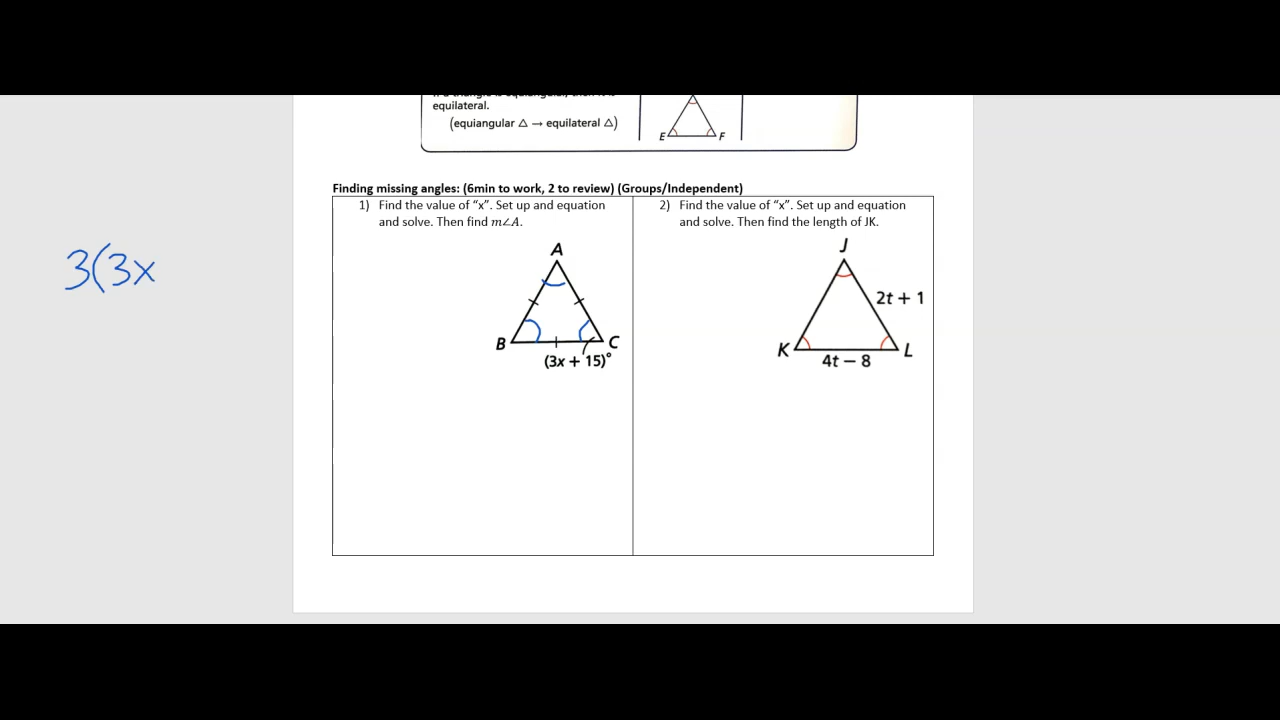 equilateral.
(equiangular △ → equilateral △)
E F
Finding missing angles: (6min to work, 2 to review) (Groups/Independent)
1) Find the value of “x”. Set up and equation
and solve. Then find m∠A.
A
B C
(3x + 15)°
2) Find the value of “x”. Set up and equation
and solve. Then find the length of JK.
J
2t + 1
K L
4t – 8
3(3x